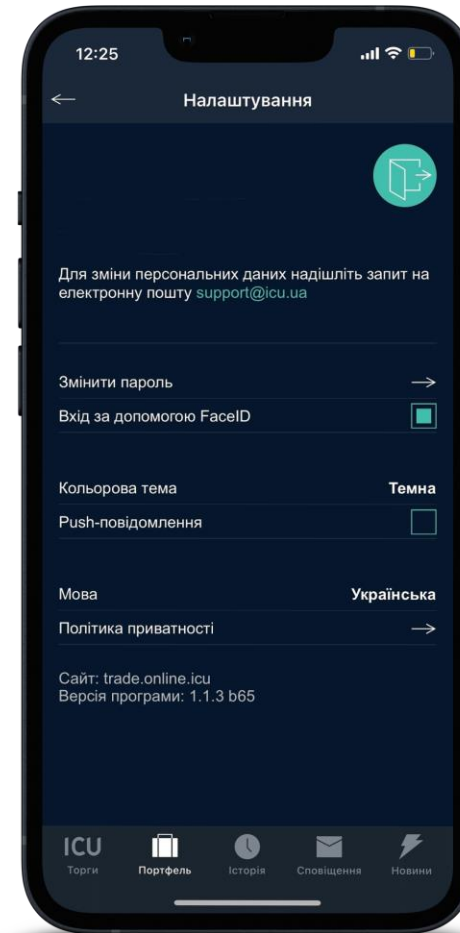 12:25
Налаштування
Для зміни персональних даних надішліть запит на
електронну пошту support@icu.ua
Змінити пароль
Вхід за допомогою FaceID
Кольорова тема Темна
Push-повідомлення
Мова Українська
Політика приватності
Сайт: trade.online.icu
Версія програми: 1.1.3 b65
ICU
Торги Портфель Історія Сповіщення Новини